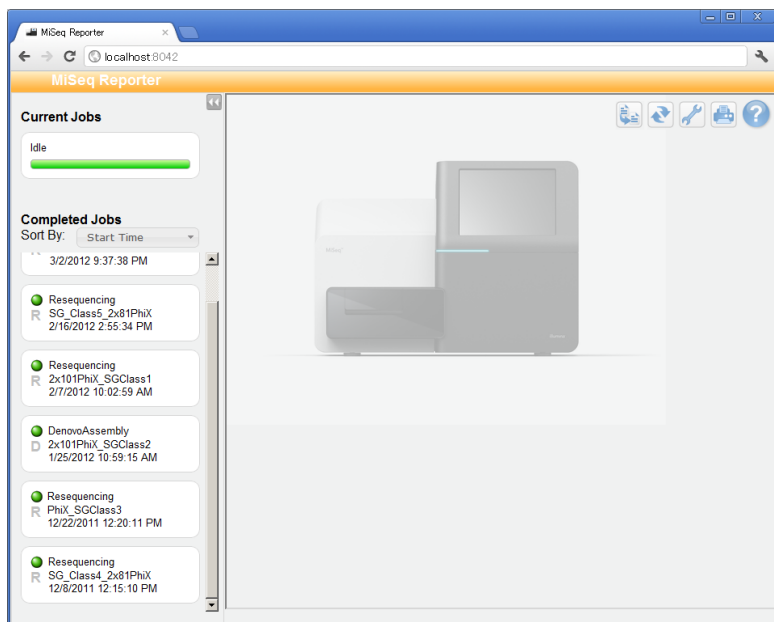 MiSeq Reporter
localhost:8042
MiSeq Reporter
Current Jobs
Idle
Completed Jobs
Sort By: Start Time
3/2/2012 9:37:38 PM
Resequencing
R SG_Class5_2x81PhiX
2/16/2012 2:55:34 PM
Resequencing
R 2x101PhiX_SGClass1
2/7/2012 10:02:59 AM
DenovoAssembly
D 2x101PhiX_SGClass2
1/25/2012 10:59:15 AM
Resequencing
R PhiX_SGClass3
12/22/2011 12:20:11 PM
Resequencing
R SG_Class4_2x81PhiX
12/8/2011 12:15:10 PM
?
MiSeq